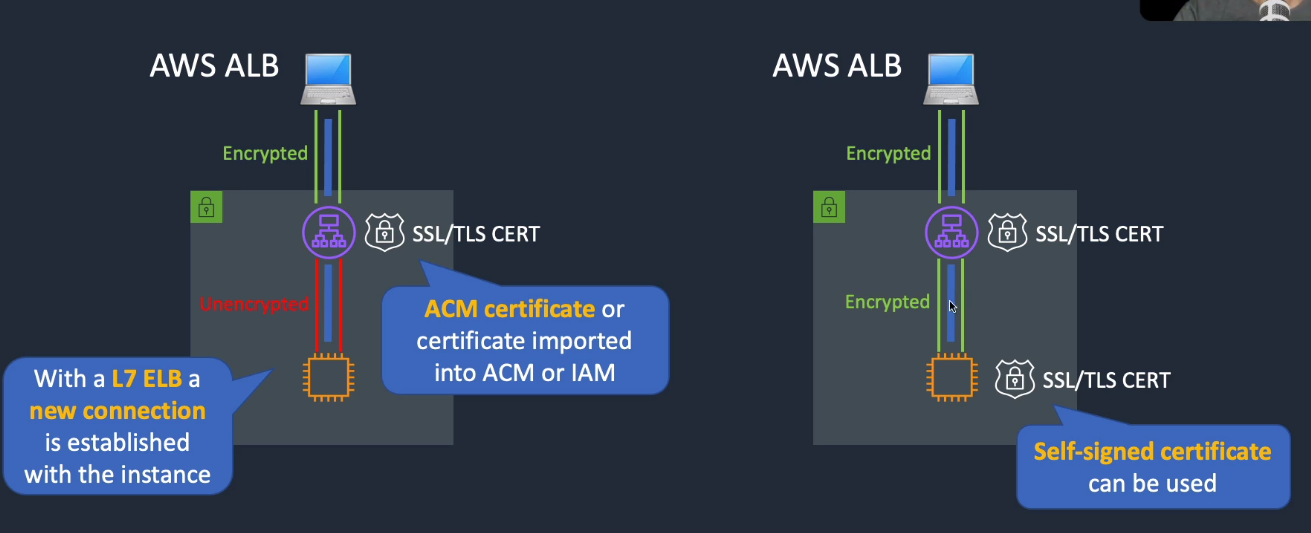 AWS ALB
Encrypted
SSL/TLS CERT
Unencrypted
ACM certificate or
certificate imported
into ACM or IAM
With a L7 ELB a
new connection
is established
with the instance
AWS ALB
Encrypted
SSL/TLS CERT
Encrypted
SSL/TLS CERT
Self-signed certificate
can be used